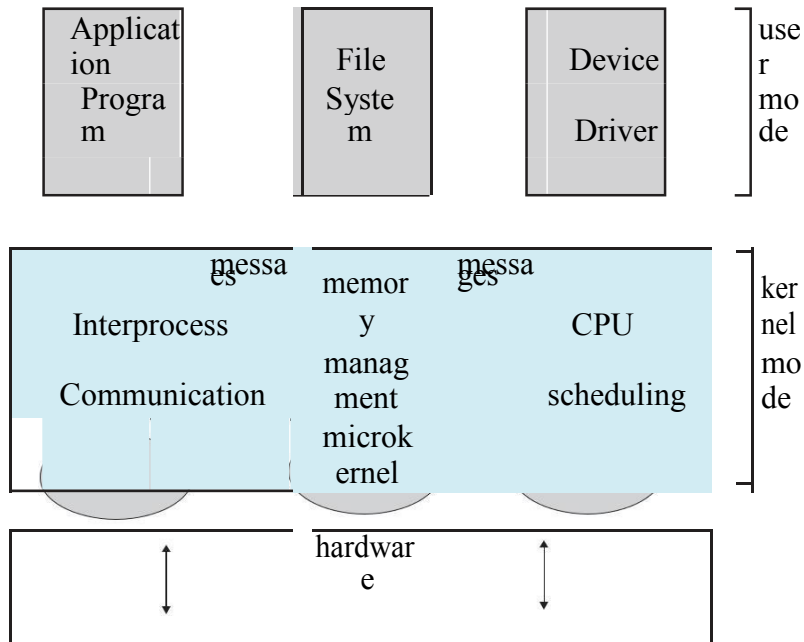 Applicat
ion
Progra
m
File
Syste
m
Device
Driver
use
r
mo
de
messa
es
messa
ges
Interprocess
Communication
memor
y
manag
ment
microk
ernel
CPU
scheduling
ker
nel
mo
de
hardwar
e